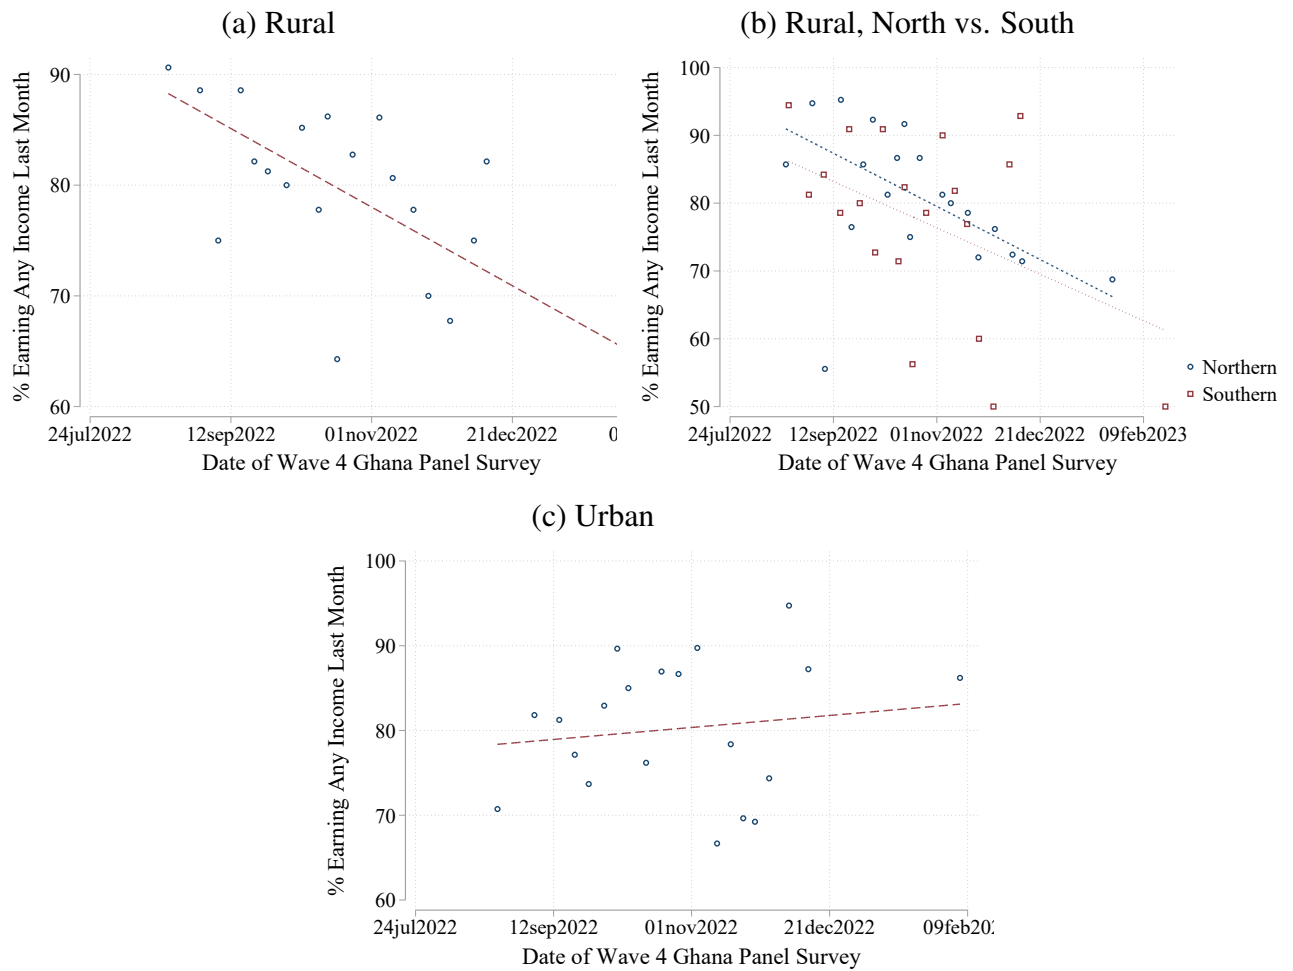 (a) Rural
% Earning Any Income Last Month
90
80
70
60
24jul2022 12sep2022 01nov2022 21dec2022 0
Date of Wave 4 Ghana Panel Survey
(b) Rural, North vs. South
% Earning Any Income Last Month
100
90
80
70
60
50
24jul2022 12sep2022 01nov2022 21dec2022 09feb2023
Date of Wave 4 Ghana Panel Survey
Northern
Southern
(c) Urban
% Earning Any Income Last Month
100
90
80
70
60
24jul2022 12sep2022 01nov2022 21dec2022 09feb20
Date of Wave 4 Ghana Panel Survey